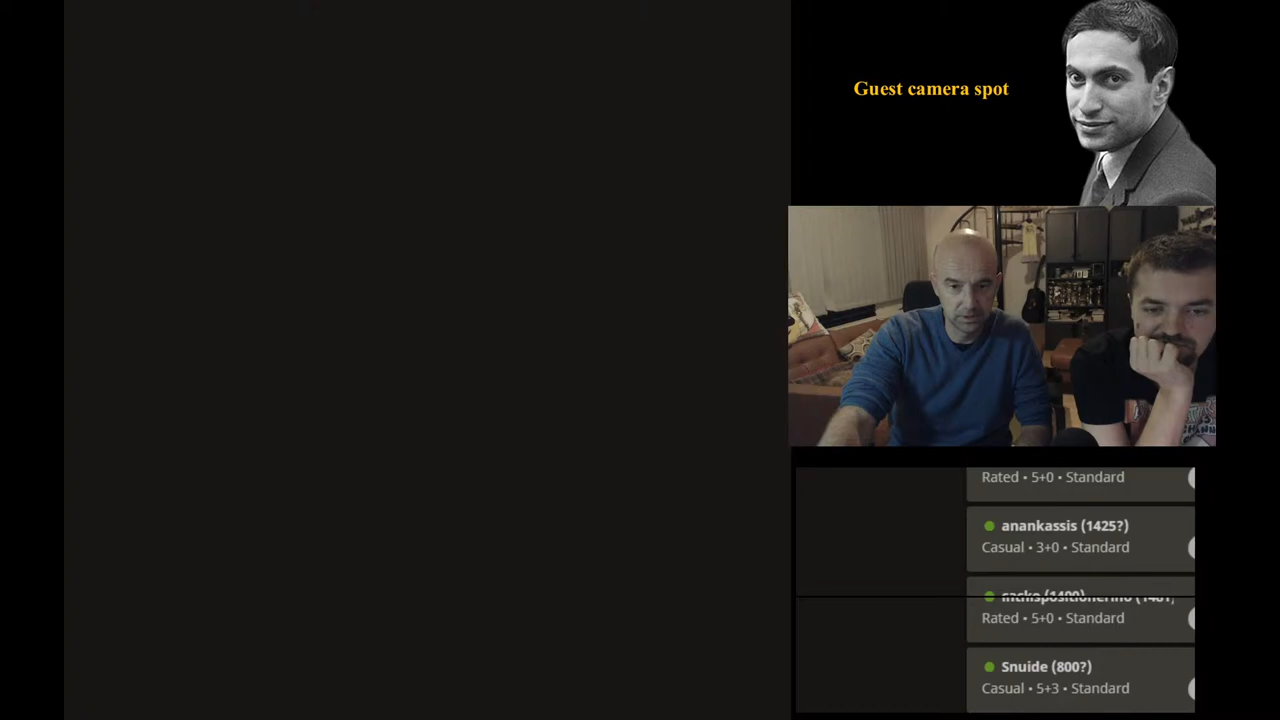 Guest camera spot
Rated • 5+0 • Standard
anankassis (1425?)
Casual • 3+0 • Standard
Rated • 5+0 • Standard
Snuide (800?)
Casual • 5+3 • Standard